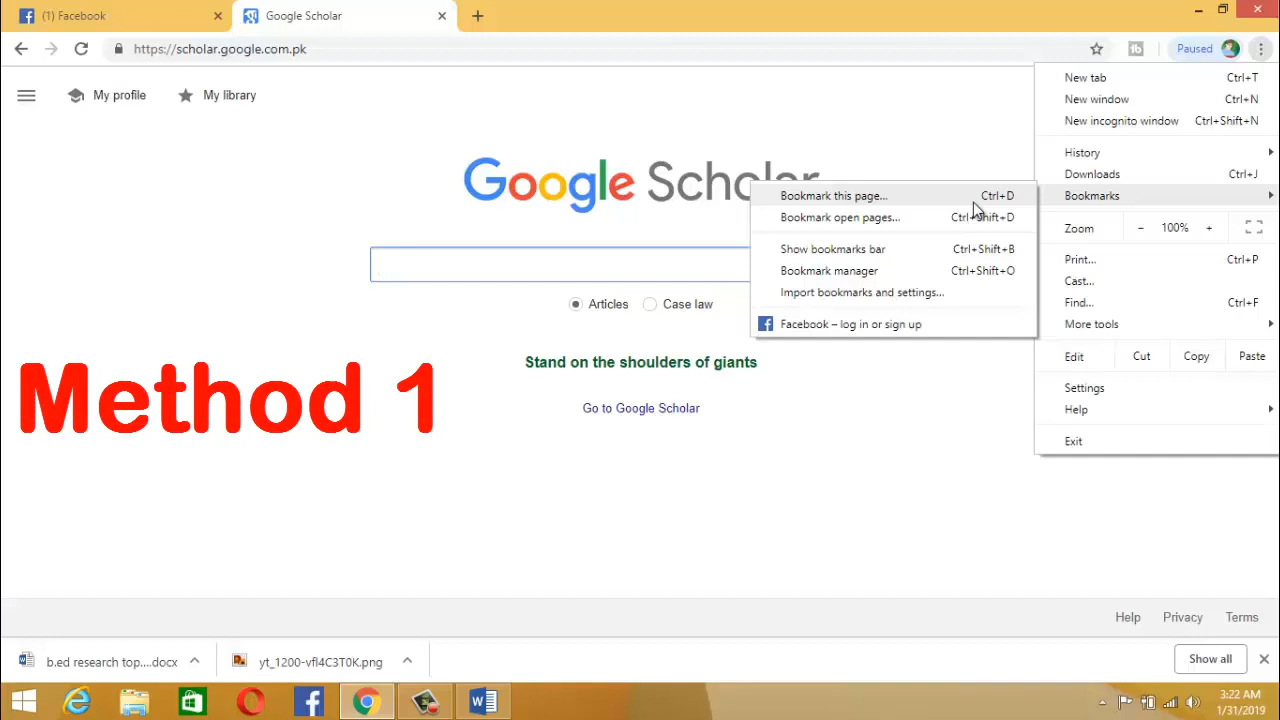 (1) Facebook
Google Scholar
https://scholar.google.com.pk
Paused
My profile
My library
Google Scholar
Articles
Case law
Stand on the shoulders of giants
Go to Google Scholar
Method 1
New tab Ctrl+T
New window Ctrl+N
New incognito window Ctrl+Shift+N
History
Downloads Ctrl+J
Bookmarks
Zoom - 100% +
Print... Ctrl+P
Cast...
Find... Ctrl+F
More tools
Edit Cut Copy Paste
Settings
Help
Exit
Bookmark this page... Ctrl+D
Bookmark open pages... Ctrl+Shift+D
Show bookmarks bar Ctrl+Shift+B
Bookmark manager Ctrl+Shift+O
Import bookmarks and settings...
Facebook – log in or sign up
Help Privacy Terms
b.ed research top....docx
yt_1200-vfl4C3T0K.png
Show all
3:22 AM
1/31/2019